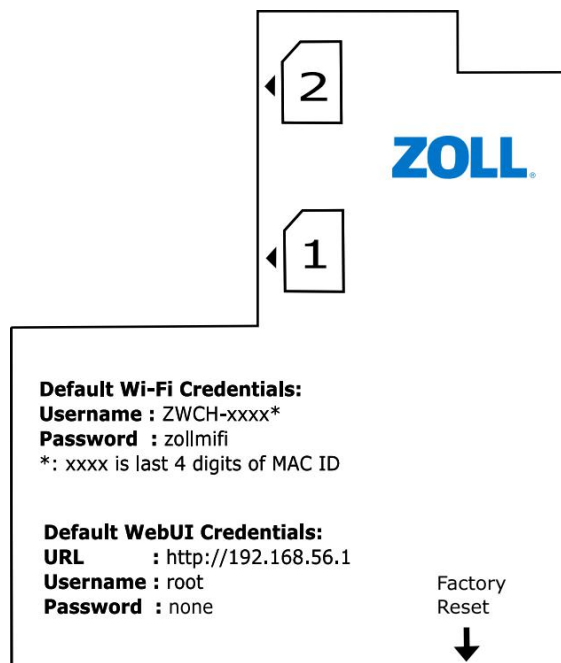 2
ZOLL®
1
Default Wi-Fi Credentials:
Username : ZWCH-xxxx*
Password : zollmifi
*: xxxx is last 4 digits of MAC ID
Default WebUI Credentials:
URL : http://192.168.56.1
Username : root
Password : none
Factory
Reset